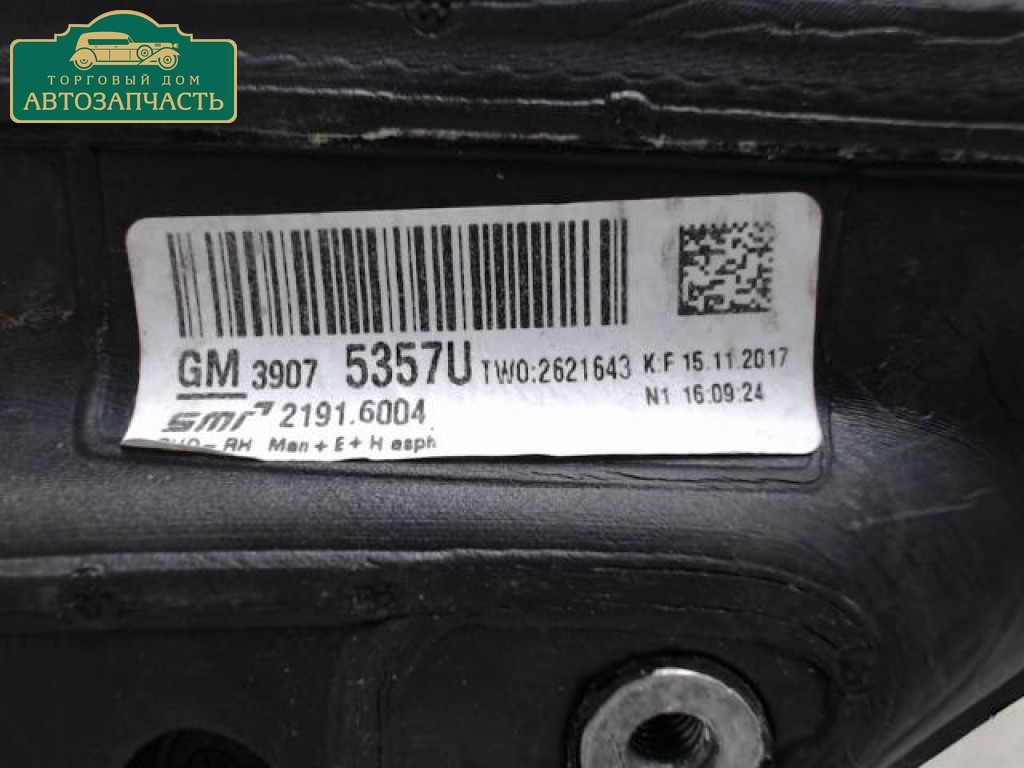 ТОРГОВЫЙ ДОМ
АВТОЗАПЧАСТЬ
GM 3907 5357U TWO:2621643 K:F 15.11.2017
N1 16:09:24
smr 2191.6004
RH Man + E + H asph